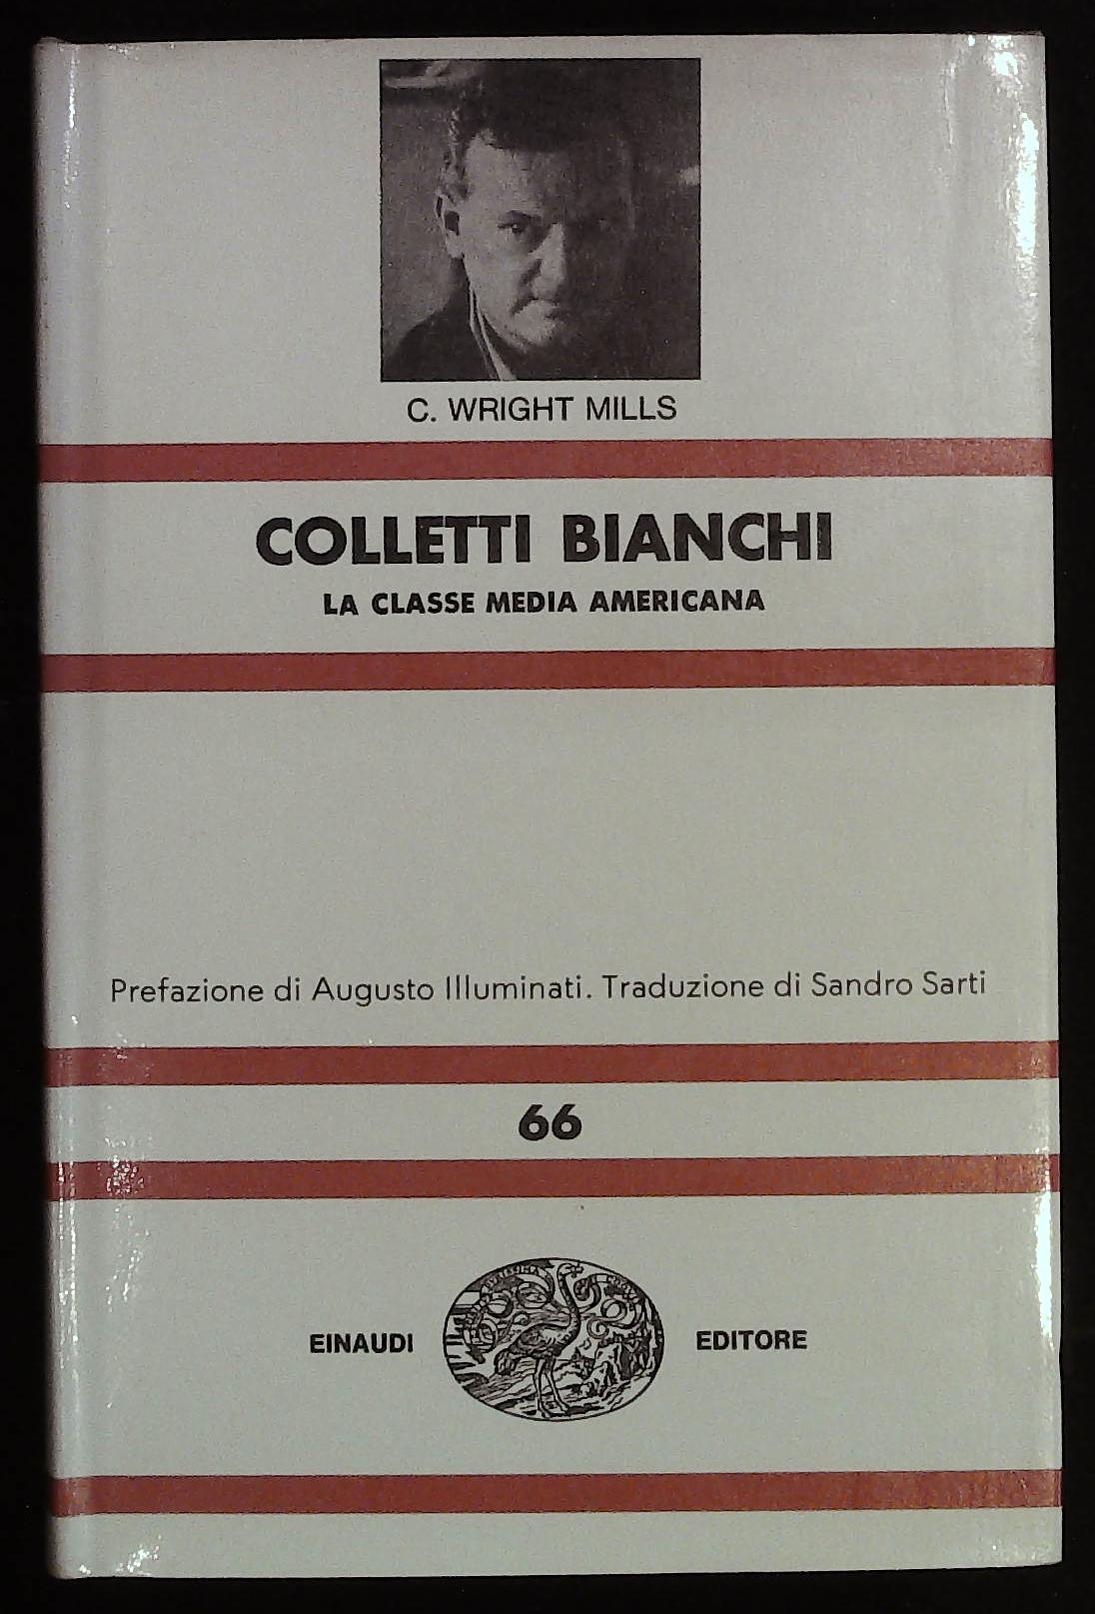 C. WRIGHT MILLS
COLLETTI BIANCHI
LA CLASSE MEDIA AMERICANA
Prefazione di Augusto Illuminati. Traduzione di Sandro Sarti
66
EINAUDI EDITORE